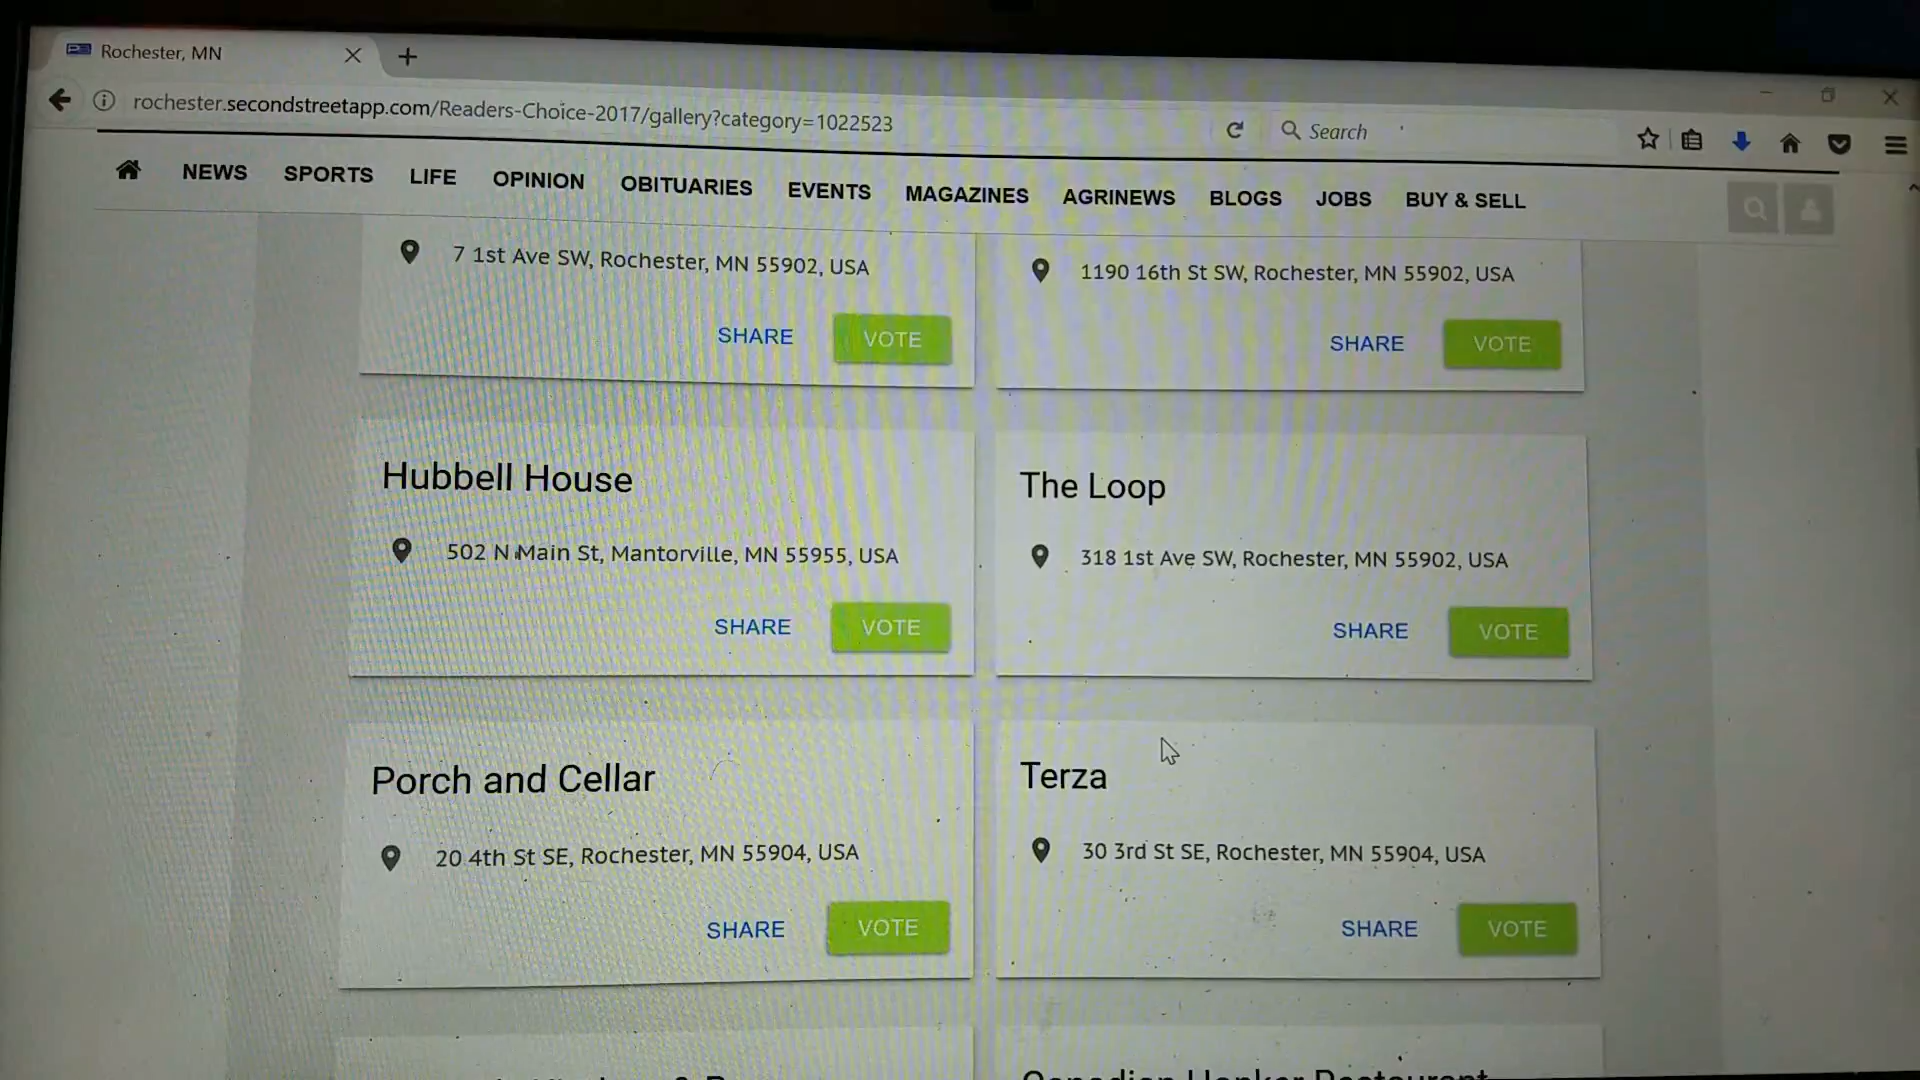 Rochester, MN
rochester.secondstreetapp.com/Readers-Choice-2017/gallery?category=1022523
Search
NEWS SPORTS LIFE OPINION OBITUARIES EVENTS MAGAZINES AGRINEWS BLOGS JOBS BUY & SELL
7 1st Ave SW, Rochester, MN 55902, USA
SHARE VOTE
1190 16th St SW, Rochester, MN 55902, USA
SHARE VOTE
Hubbell House
502 N Main St, Mantorville, MN 55955, USA
SHARE VOTE
The Loop
318 1st Ave SW, Rochester, MN 55902, USA
SHARE VOTE
Porch and Cellar
20 4th St SE, Rochester, MN 55904, USA
SHARE VOTE
Terza
30 3rd St SE, Rochester, MN 55904, USA
SHARE VOTE
Canadian Honker Restaurant